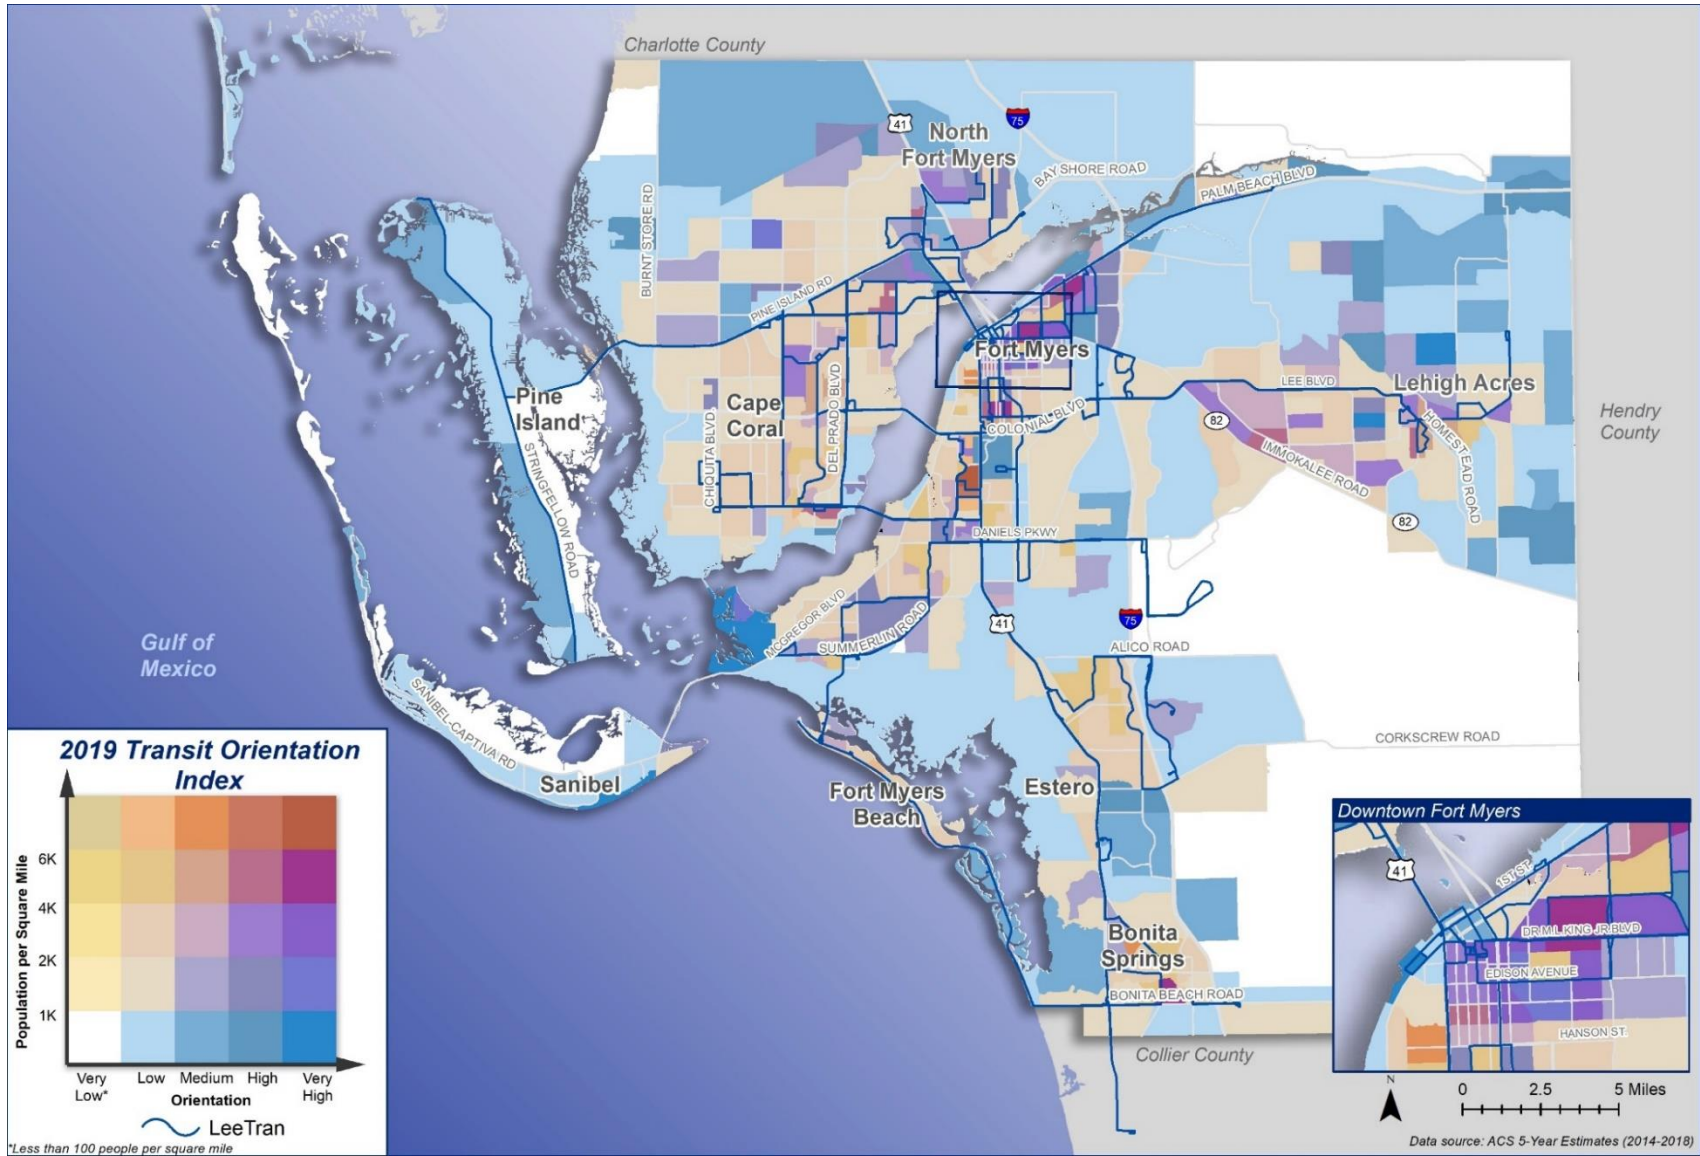 Charlotte County
41
75
North
Fort Myers
BAY SHORE ROAD
PALM BEACH BLVD
BURNT STORE RD
PINE ISLAND RD
Fort Myers
LEE BLVD
Lehigh Acres
Pine
Island
Cape
Coral
CHIQUITA BLVD
DEL PRADO BLVD
COLONIAL BLVD
82
IMMOKALEE ROAD
HOMESTEAD ROAD
Hendry
County
STRINGFELLOW ROAD
82
DANIELS PKWY
MCGREGOR BLVD
SUMMERLIN ROAD
41
75
ALICO ROAD
Gulf of
Mexico
SANIBEL-CAPTIVA RD
Sanibel
CORKSCREW ROAD
Fort Myers
Beach
Estero
Bonita
Springs
BONITA BEACH ROAD
Collier County
2019 Transit Orientation
Index
Population per Square Mile
6K
4K
2K
1K
Very
Low*
Low
Medium
High
Very
High
Orientation
LeeTran
*Less than 100 people per square mile
Downtown Fort Myers
41
1ST ST.
DR M L KING JR BLVD
EDISON AVENUE
HANSON ST.
N
0 2.5 5 Miles
Data source: ACS 5-Year Estimates (2014-2018)